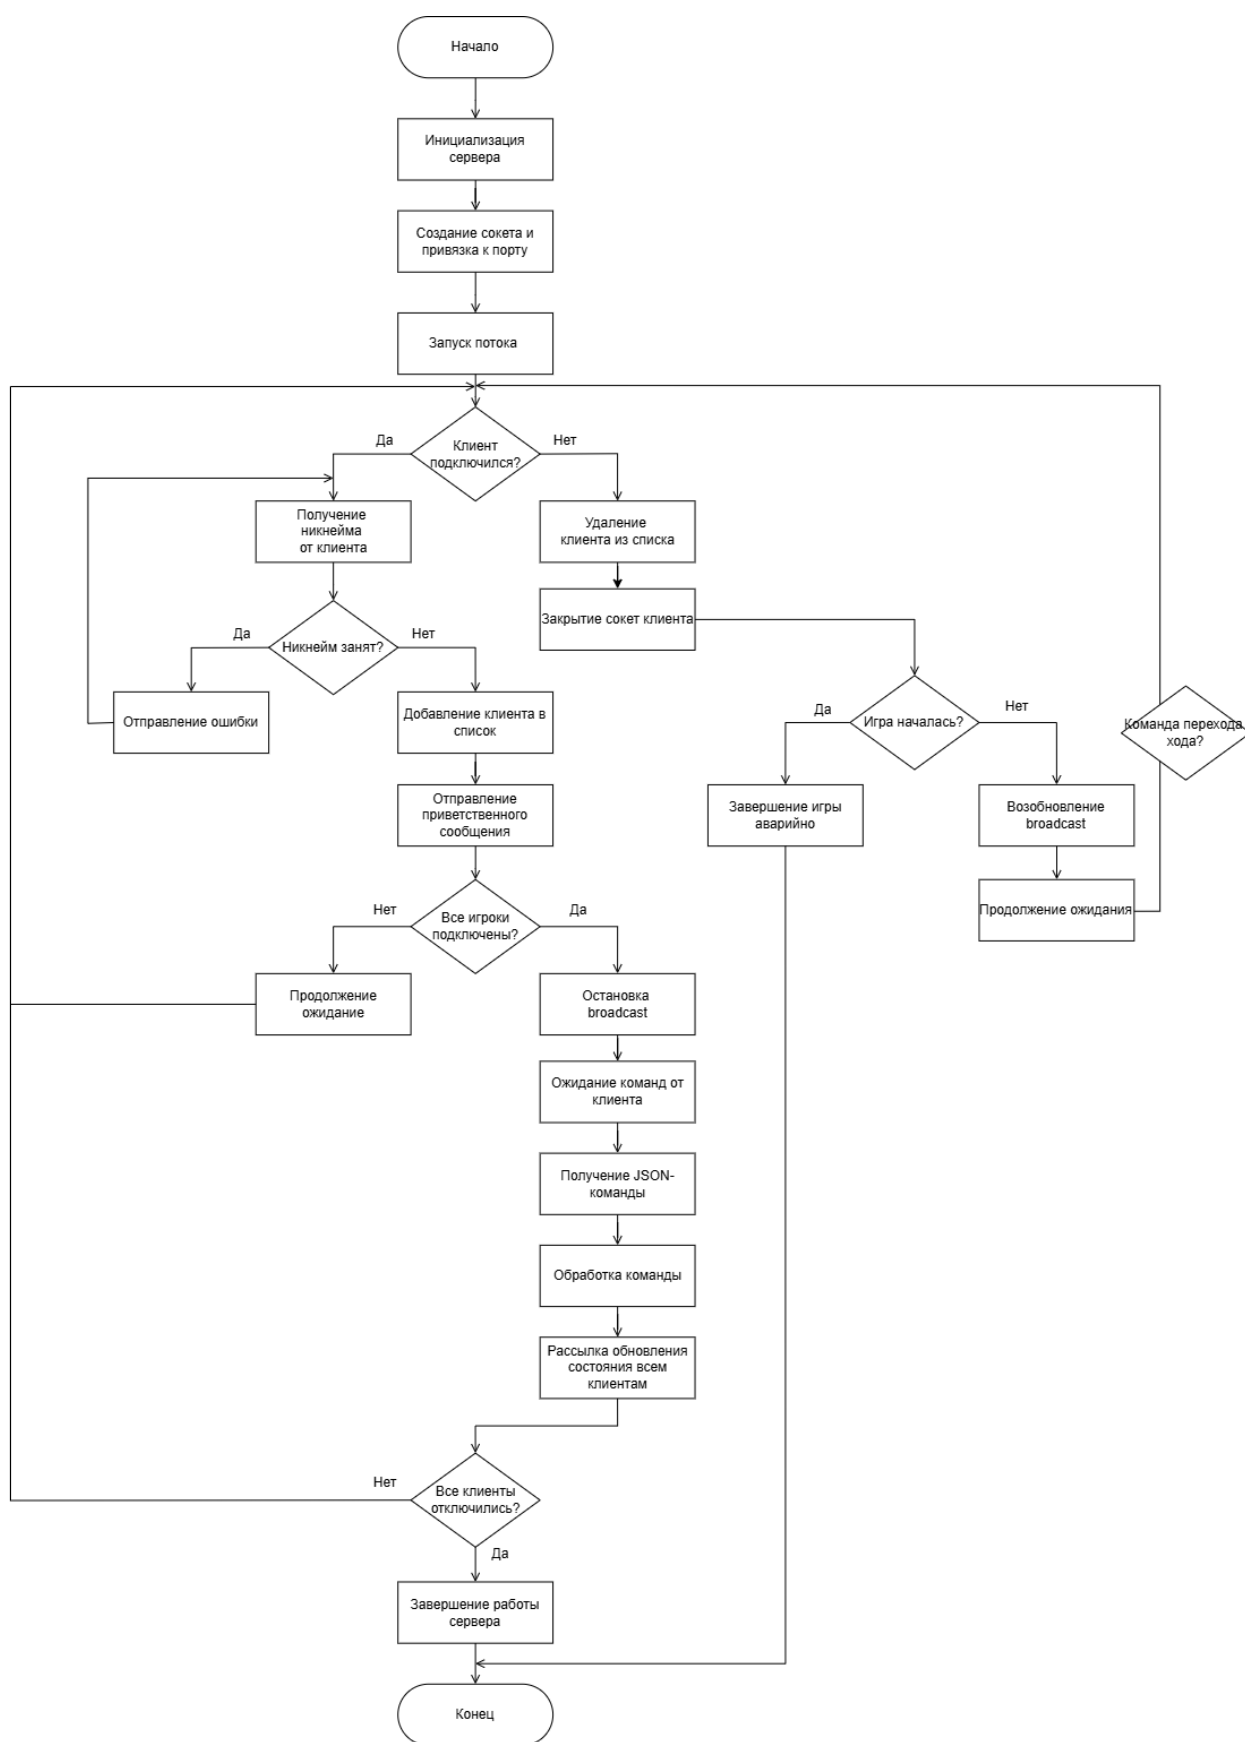 Начало
Инициализация
сервера
Создание сокета и
привязка к порту
Запуск потока
Да
Клиент
подключился?
Нет
Получение
никнейма
от клиента
Удаление
клиента из списка
Закрытие сокет клиента
Да
Никнейм занят?
Нет
Отправление ошибки
Добавление клиента в
список
Да
Игра началась?
Нет
Команда перехода
хода?
Отправление
приветственного
сообщения
Завершение игры
аварийно
Возобновление
broadcast
Продолжение ожидания
Нет
Все игроки
подключены?
Да
Продолжение
ожидание
Остановка
broadcast
Ожидание команд от
клиента
Получение JSON-
команды
Обработка команды
Рассылка обновления
состояния всем
клиентам
Нет
Все клиенты
отключились?
Да
Завершение работы
сервера
Конец